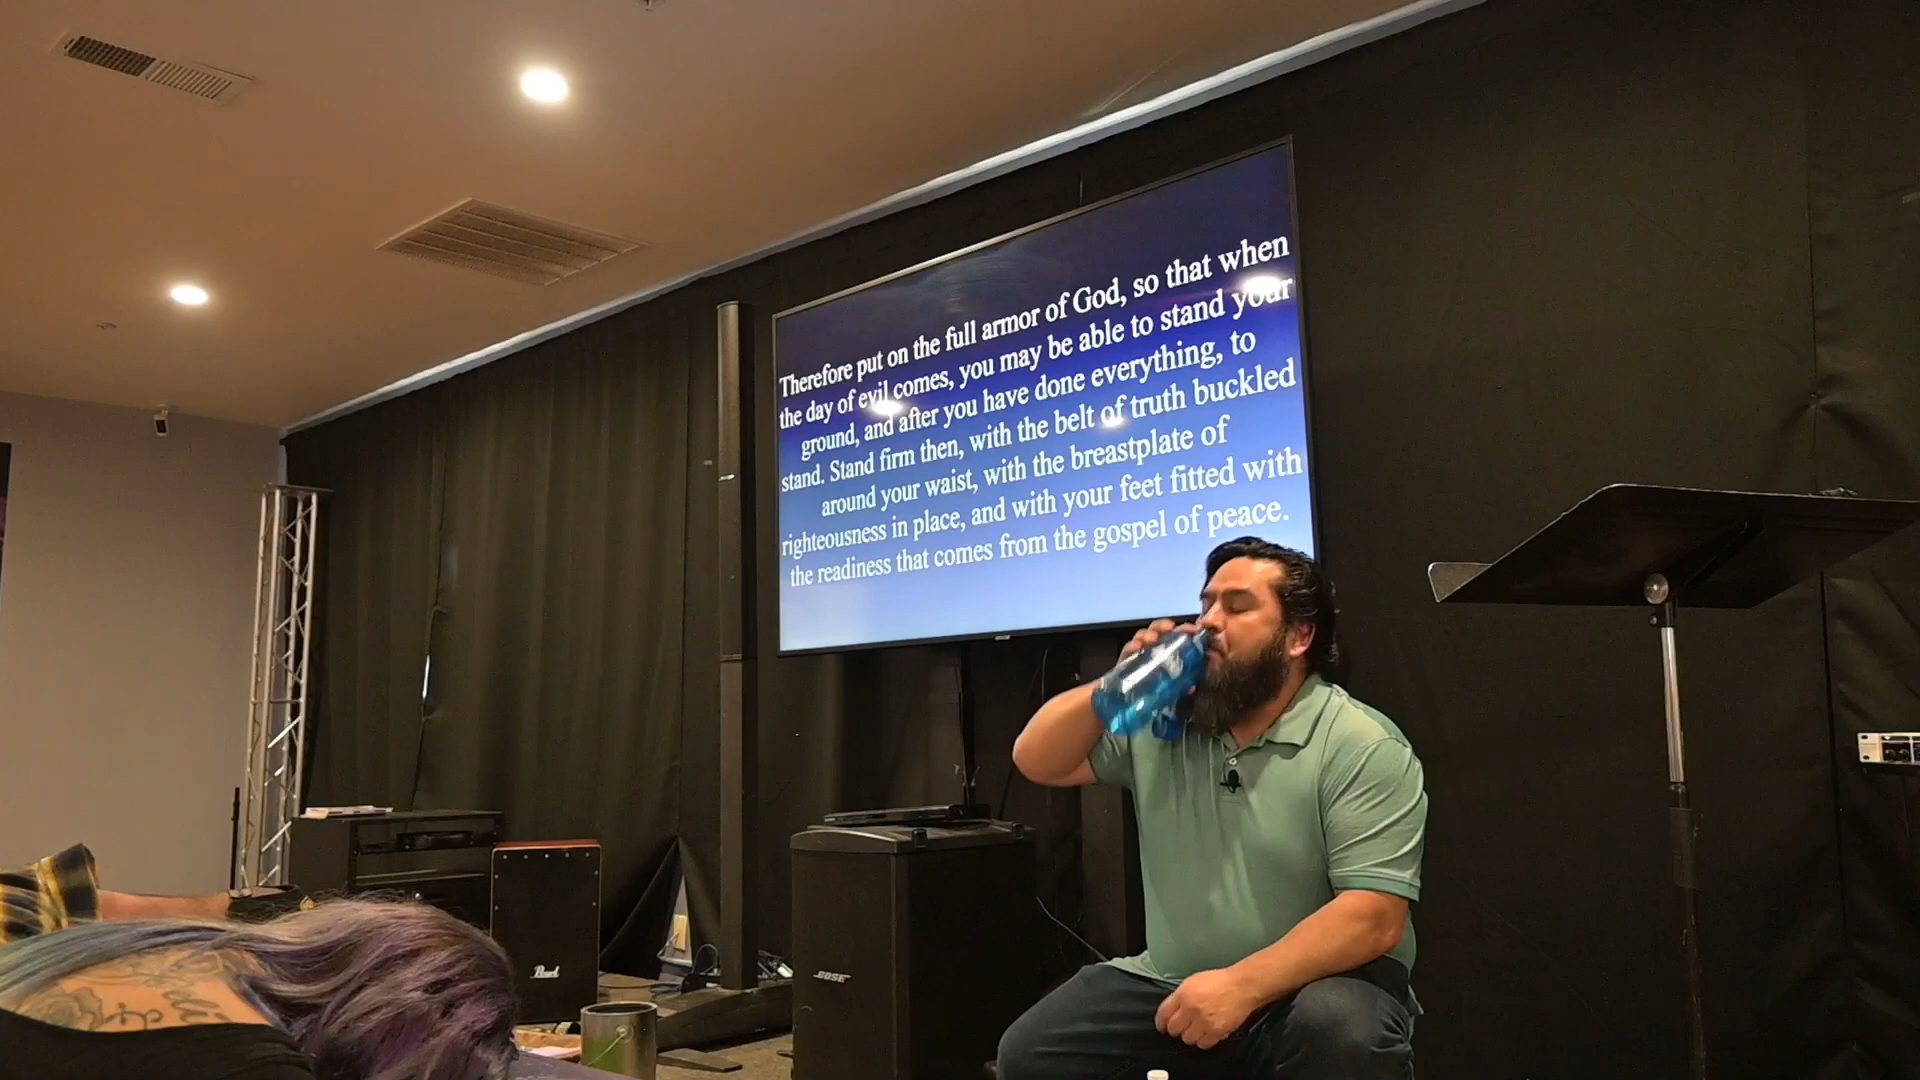 Therefore put on the full armor of God, so that when
the day of evil comes, you may be able to stand your
ground, and after you have done everything, to
stand. Stand firm then, with the belt of truth buckled
around your waist, with the breastplate of
righteousness in place, and with your feet fitted with
the readiness that comes from the gospel of peace.
Pearl
BOSE